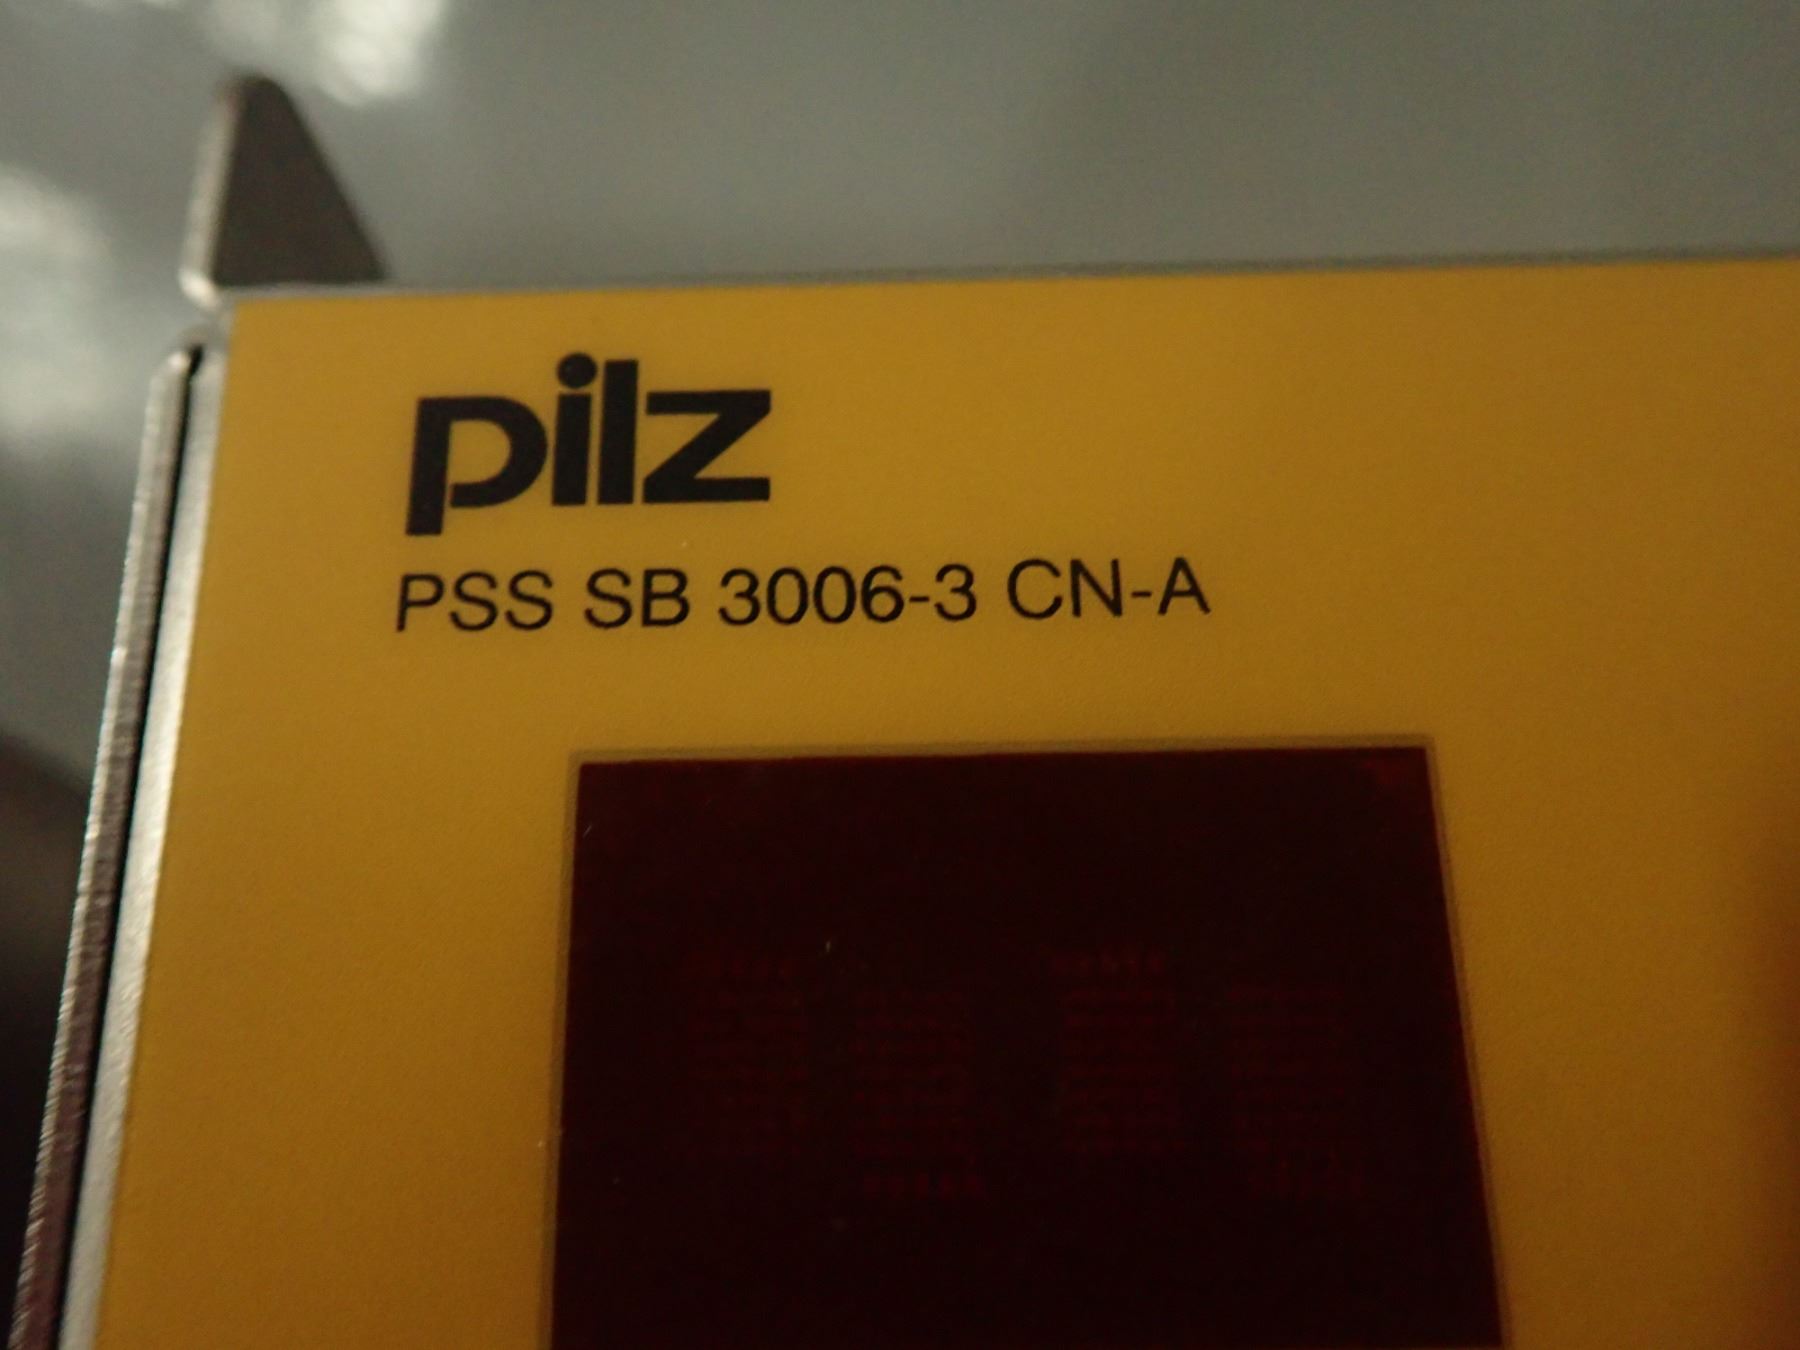 pilz
PSS SB 3006-3 CN-A